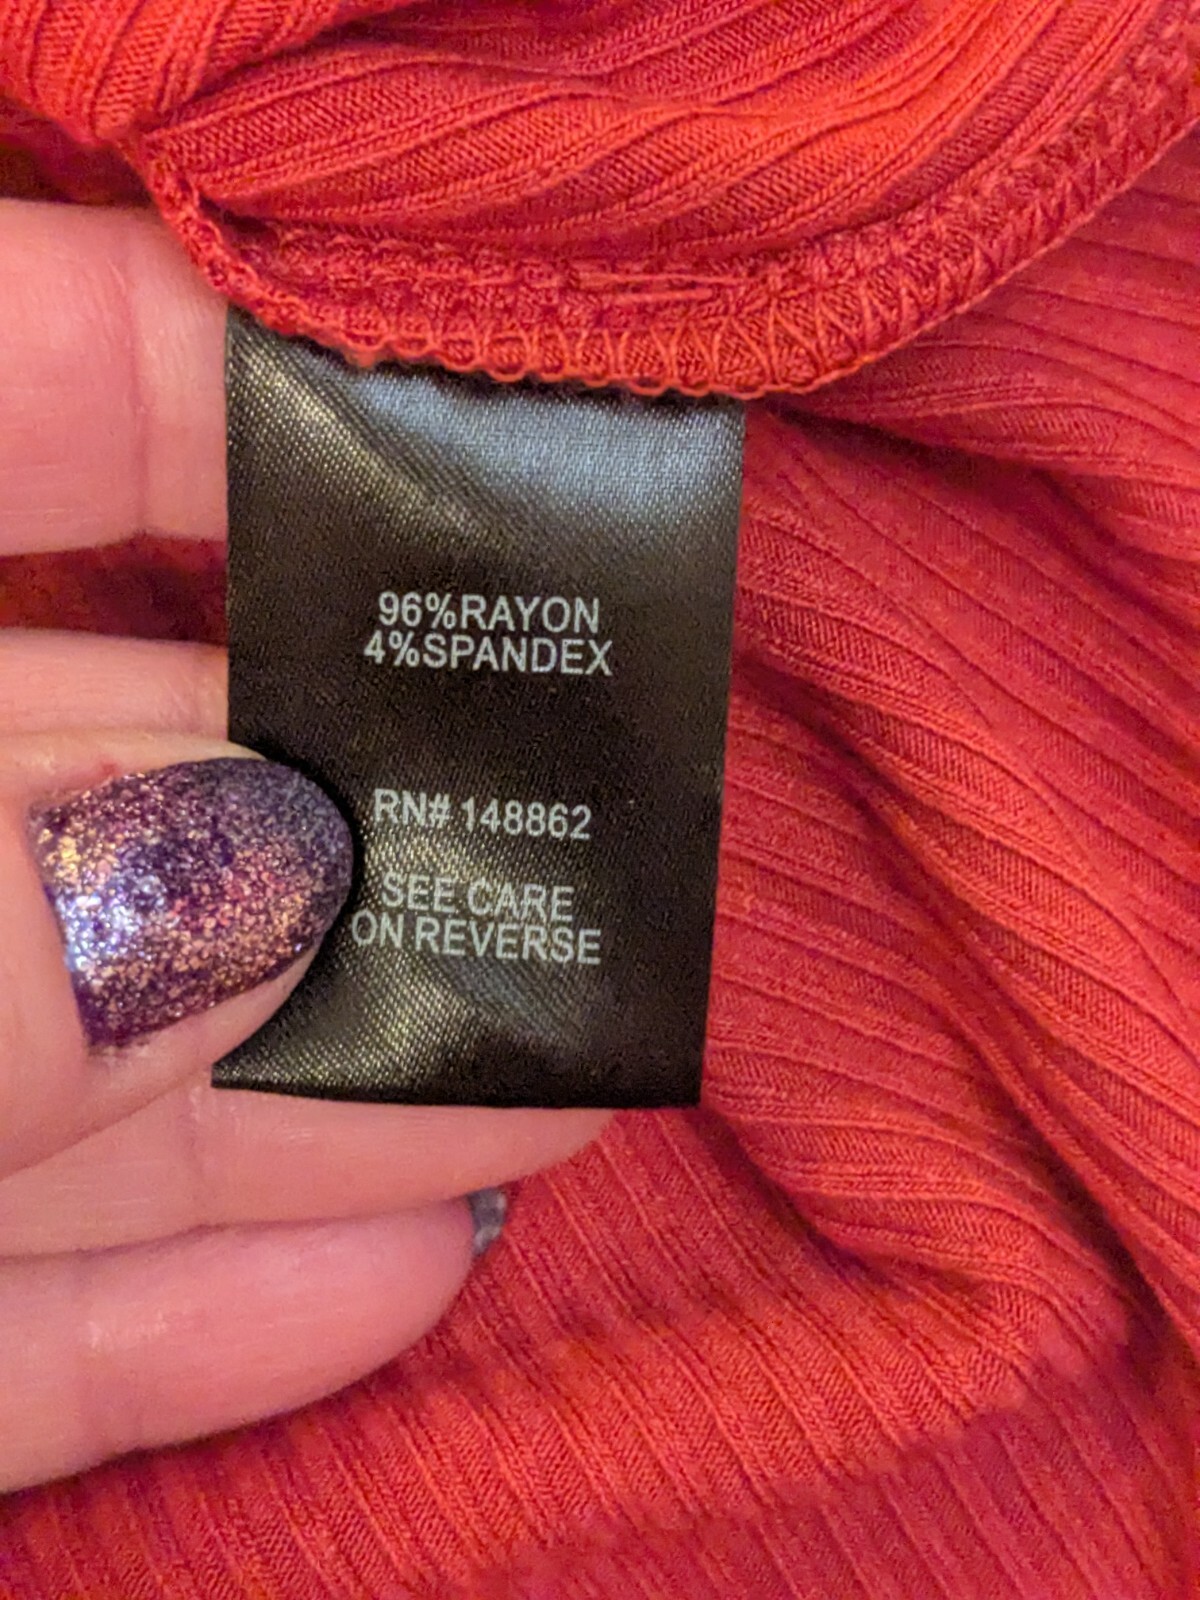 96%RAYON
4%SPANDEX
RN# 148862
SEE CARE
ON REVERSE